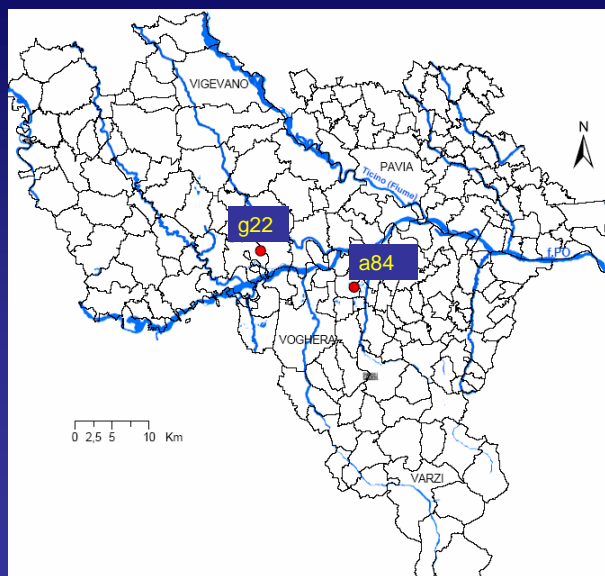 VIGEVANO
N
PAVIA
Ticino (Fiume)
g22
a84
f.PO
VOGHERA
0 2,5 5 10 Km
VARZI